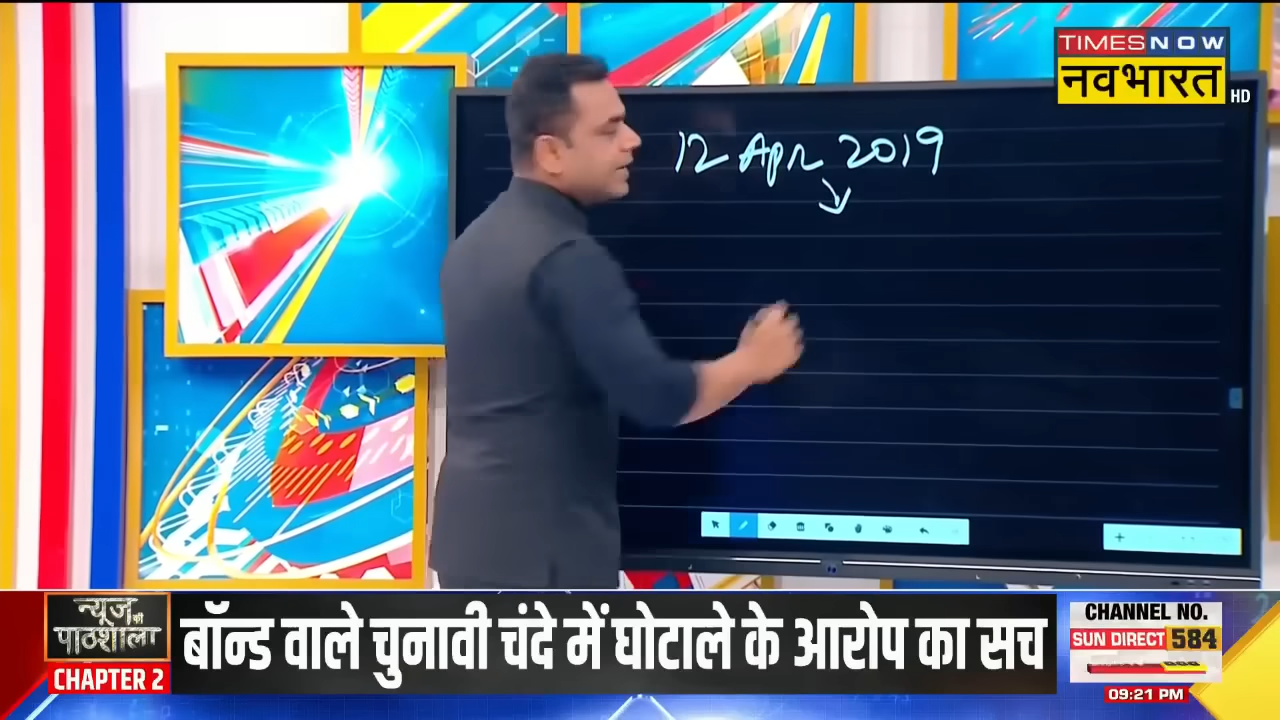 TIMES NOW
नवभारत HD
12 Apr 2019
न्यूज़ की
पाठशाला
CHAPTER 2
बॉन्ड वाले चुनावी चंदे में घोटाले के आरोप का सच
CHANNEL NO.
SUN DIRECT 584
09:21 PM